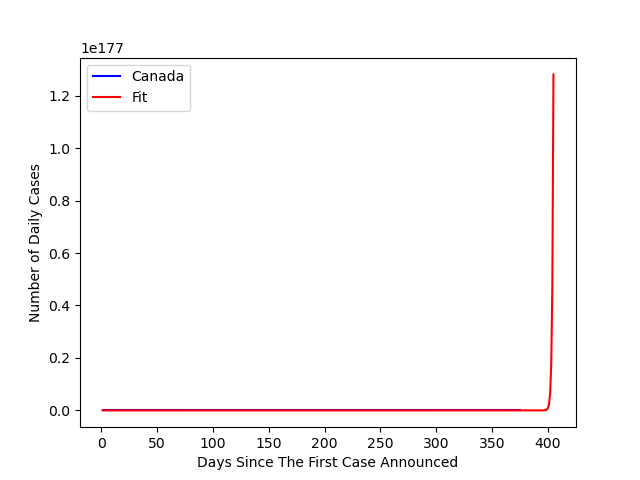 1e177
Canada
Fit
1.2
1.0
0.8
0.6
0.4
0.2
0.0
Number of Daily Cases
0 50 100 150 200 250 300 350 400
Days Since The First Case Announced